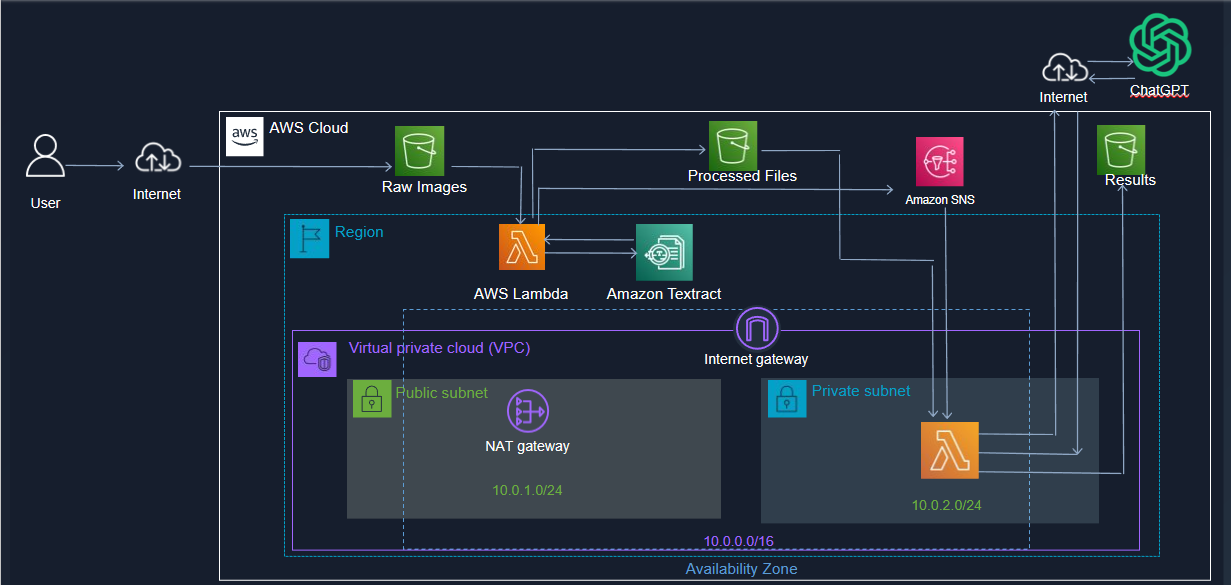 ChatGPT
Internet
aws
AWS Cloud
User
Internet
Raw Images
Processed Files
Amazon SNS
Results
Region
AWS Lambda
Amazon Textract
Internet gateway
Virtual private cloud (VPC)
Public subnet
NAT gateway
10.0.1.0/24
Private subnet
10.0.2.0/24
10.0.0.0/16
Availability Zone